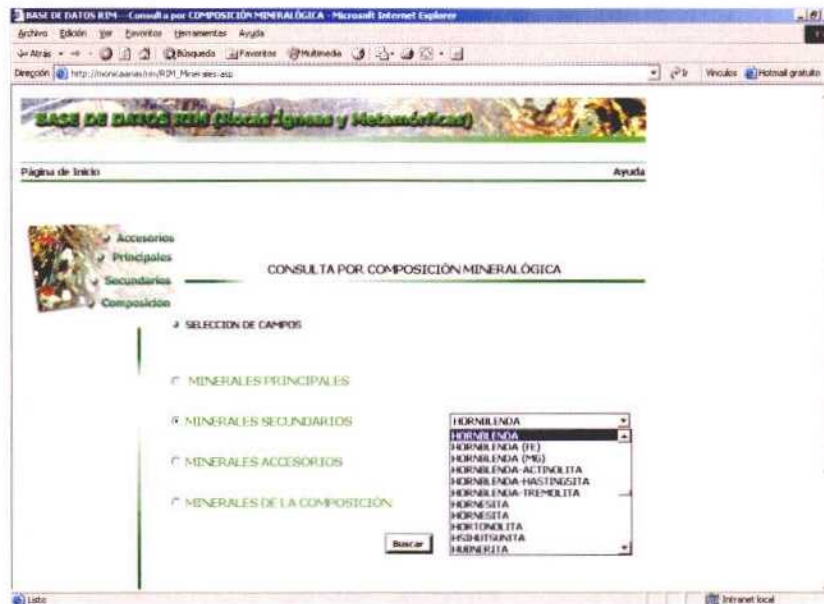 BASE DE DATOS RIM---Consulta por COMPOSICIÓN MINERALÓGICA - Microsoft Internet Explorer
Archivo Edición Ver Favoritos Herramientas Ayuda
Atrás Búsqueda Favoritos Multimedia
Dirección Ir Vínculos Hotmail gratuito
BASE DE DATOS RIM (Rocas Ígneas y Metamórficas)
Página de Inicio Ayuda
Accesorios
Principales
Secundarios
Composición
CONSULTA POR COMPOSICIÓN MINERALÓGICA
SELECCION DE CAMPOS
MINERALES PRINCIPALES
MINERALES SECUNDARIOS
MINERALES ACCESORIOS
MINERALES DE LA COMPOSICIÓN
HORNBLENDA
HORNBLENDA
HORNBLENDA (FE)
HORNBLENDA (MG)
HORNBLENDA-ACTINOLITA
HORNBLENDA-HASTINGSITA
HORNBLENDA-TREMOLITA
HORNESITA
HORNESITA
HORTONOLITA
HSIHUTSUNITA
HUBNERITA
Buscar
Listo Intranet local